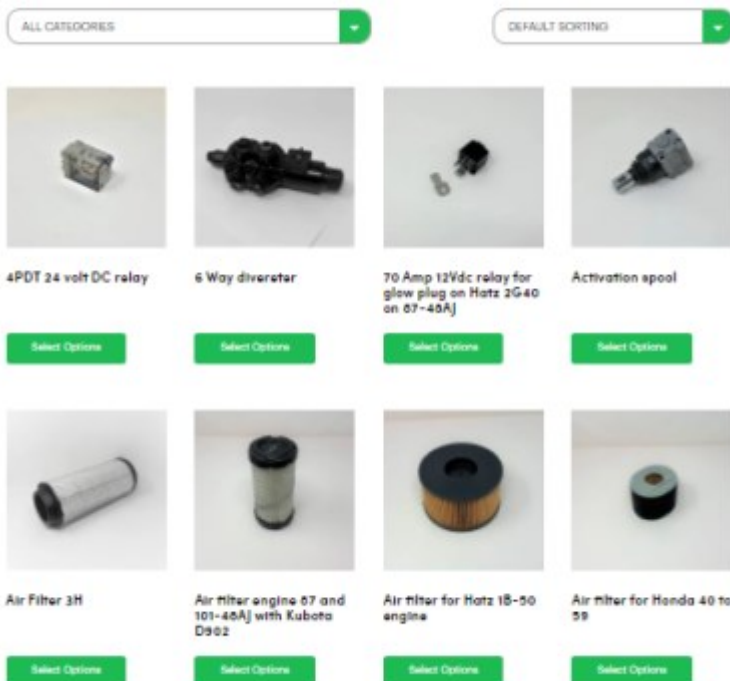 ALL CATEGORIES
DEFAULT SORTING
4PDT 24 volt DC relay
6 Way divereter
70 Amp 12Vdc relay for
glow plug on Hatz 2G40
on 87-48AJ
Activation spool
Select Options
Select Options
Select Options
Select Options
Air Filter 3H
Air filter engine 87 and
101-48AJ with Kubota
D902
Air filter for Hatz 1B-50
engine
Air filter for Honda 40 to
59
Select Options
Select Options
Select Options
Select Options